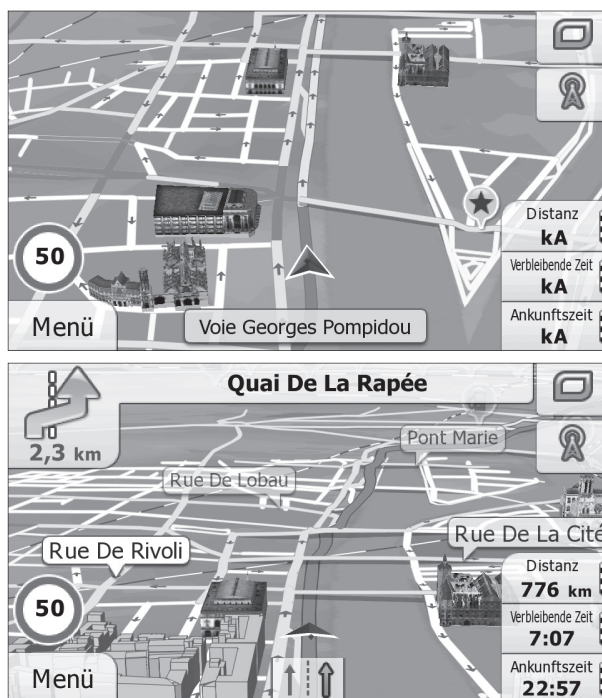 Distanz
kA
50
Verbleibende Zeit
kA
Ankunftszeit
kA
Menü
Voie Georges Pompidou
Quai De La Rapée
2,3 km
Pont Marie
Rue De Lobau
Rue De La Cité
Rue De Rivoli
Distanz
776 km
50
Verbleibende Zeit
7:07
Ankunftszeit
22:57
Menü